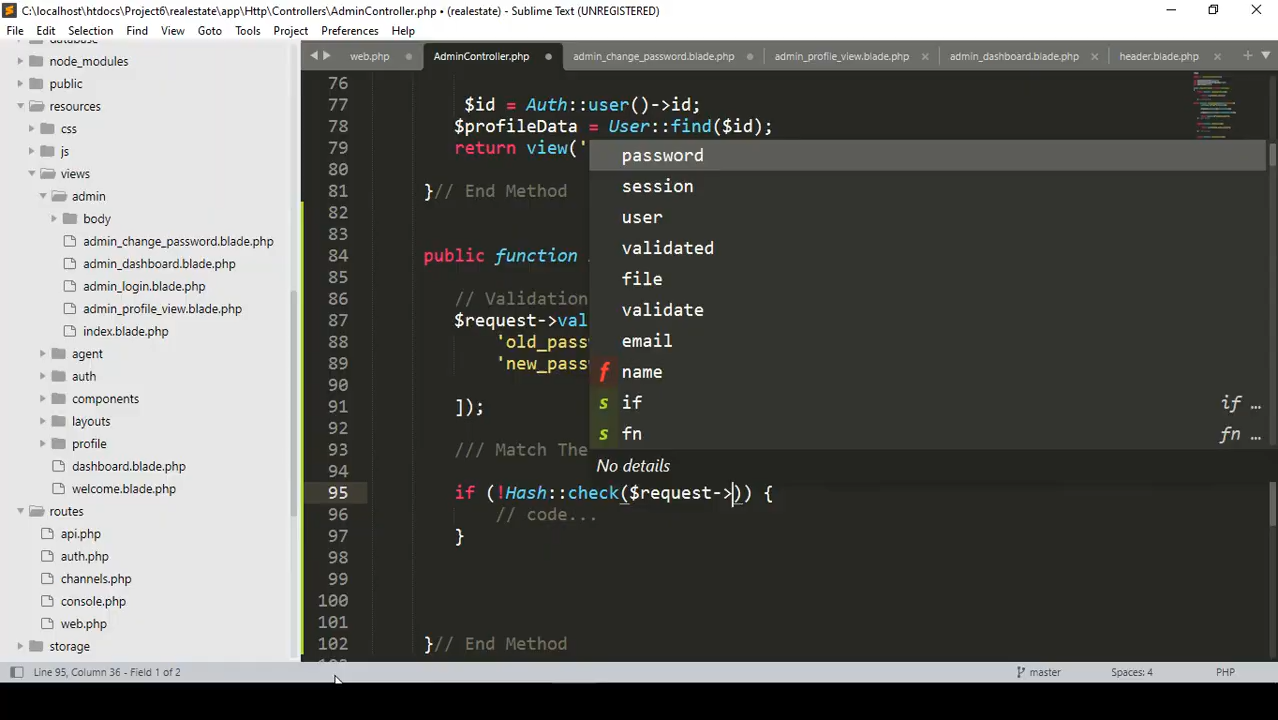 C:\localhost\htdocs\Project6\realestate\app\Http\Controllers\AdminController.php • (realestate) - Sublime Text (UNREGISTERED)
File Edit Selection Find View Goto Tools Project Preferences Help
web.php AdminController.php admin_change_password.blade.php admin_profile_view.blade.php admin_dashboard.blade.php header.blade.php
node_modules
public
resources
css
js
views
admin
body
admin_change_password.blade.php
admin_dashboard.blade.php
admin_login.blade.php
admin_profile_view.blade.php
index.blade.php
agent
auth
components
layouts
profile
dashboard.blade.php
welcome.blade.php
routes
api.php
auth.php
channels.php
console.php
web.php
storage
76
77 $id = Auth::user()->id;
78 $profileData = User::find($id);
79 return view('
80
81 }// End Method
82
83
84 public function
85
86 // Validation
87 $request->val
88 'old_passw
89 'new_passw
90
91 ]);
92
93 /// Match The
94
95 if (!Hash::check($request->)) {
96 // code...
97 }
98
99
100
101
102 }// End Method
password
session
user
validated
file
validate
email
f name
s if if …
s fn fn …
No details
Line 95, Column 36 - Field 1 of 2 master Spaces: 4 PHP